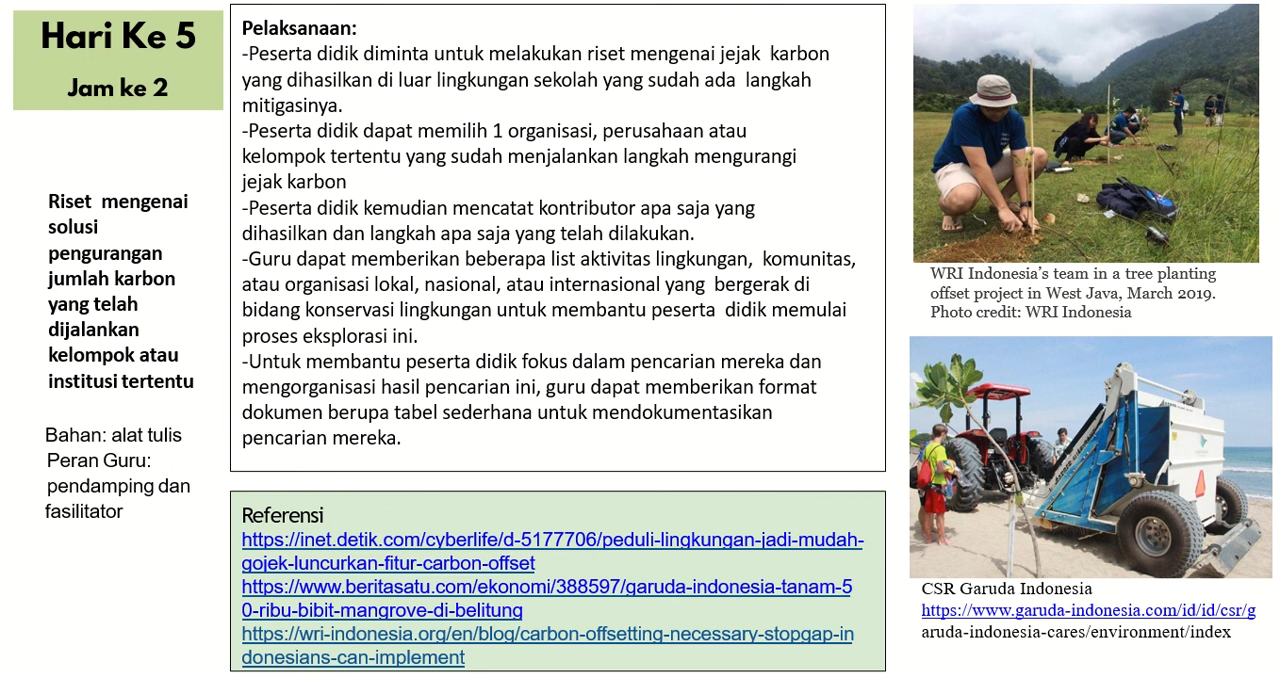 Hari Ke 5
Jam ke 2
Riset mengenai
solusi
pengurangan
jumlah karbon
yang telah
dijalankan
kelompok atau
institusi tertentu
Bahan: alat tulis
Peran Guru:
pendamping dan
fasilitator
Pelaksanaan:
-Peserta didik diminta untuk melakukan riset mengenai jejak karbon
yang dihasilkan di luar lingkungan sekolah yang sudah ada langkah
mitigasinya.
-Peserta didik dapat memilih 1 organisasi, perusahaan atau
kelompok tertentu yang sudah menjalankan langkah mengurangi
jejak karbon
-Peserta didik kemudian mencatat kontributor apa saja yang
dihasilkan dan langkah apa saja yang telah dilakukan.
-Guru dapat memberikan beberapa list aktivitas lingkungan, komunitas,
atau organisasi lokal, nasional, atau internasional yang bergerak di
bidang konservasi lingkungan untuk membantu peserta didik memulai
proses eksplorasi ini.
-Untuk membantu peserta didik fokus dalam pencarian mereka dan
mengorganisasi hasil pencarian ini, guru dapat memberikan format
dokumen berupa tabel sederhana untuk mendokumentasikan
pencarian mereka.
Referensi
https://inet.detik.com/cyberlife/d-5177706/peduli-lingkungan-jadi-mudah-
gojek-luncurkan-fitur-carbon-offset
https://www.beritasatu.com/ekonomi/388597/garuda-indonesia-tanam-5
0-ribu-bibit-mangrove-di-belitung
https://wri-indonesia.org/en/blog/carbon-offsetting-necessary-stopgap-in
donesians-can-implement
WRI Indonesia's team in a tree planting
offset project in West Java, March 2019.
Photo credit: WRI Indonesia
CSR Garuda Indonesia
https://www.garuda-indonesia.com/id/id/csr/g
aruda-indonesia-cares/environment/index